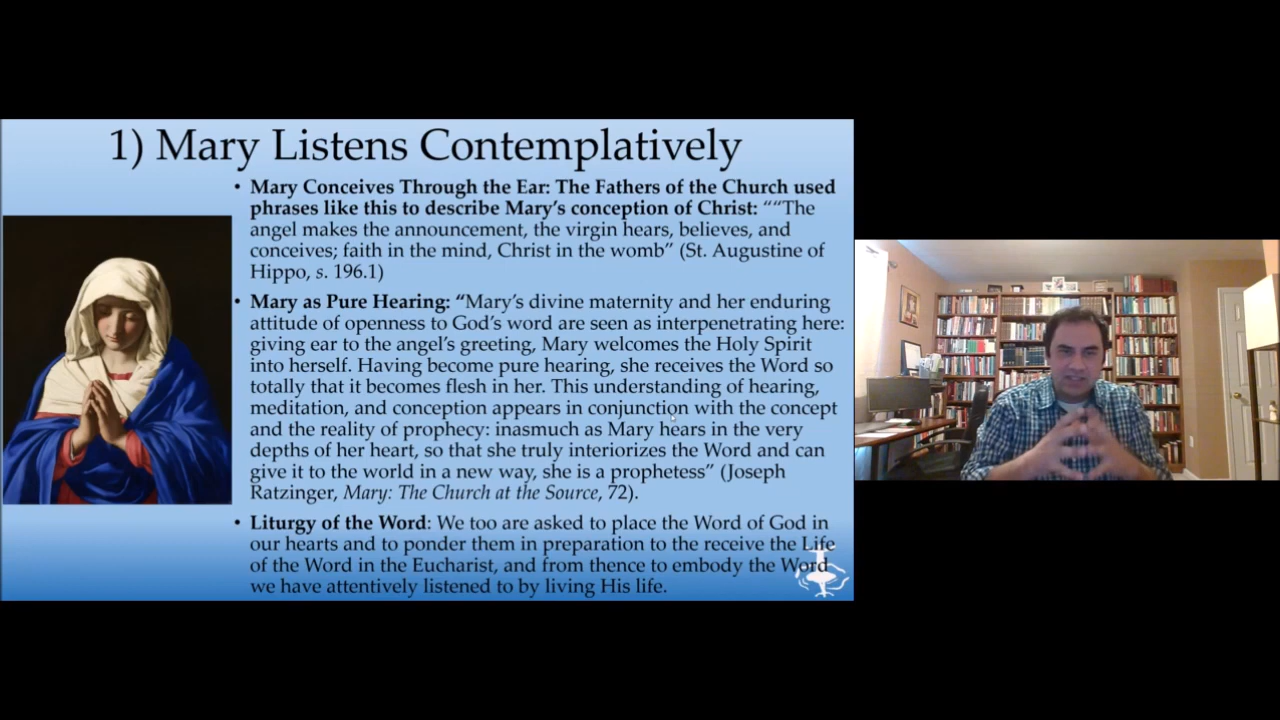 1) Mary Listens Contemplatively
• Mary Conceives Through the Ear: The Fathers of the Church used
phrases like this to describe Mary’s conception of Christ: ““The
angel makes the announcement, the virgin hears, believes, and
conceives; faith in the mind, Christ in the womb” (St. Augustine of
Hippo, s. 196.1)
• Mary as Pure Hearing: “Mary’s divine maternity and her enduring
attitude of openness to God’s word are seen as interpenetrating here:
giving ear to the angel’s greeting, Mary welcomes the Holy Spirit
into herself. Having become pure hearing, she receives the Word so
totally that it becomes flesh in her. This understanding of hearing,
meditation, and conception appears in conjunction with the concept
and the reality of prophecy: inasmuch as Mary hears in the very
depths of her heart, so that she truly interiorizes the Word and can
give it to the world in a new way, she is a prophetess” (Joseph
Ratzinger, Mary: The Church at the Source, 72).
• Liturgy of the Word: We too are asked to place the Word of God in
our hearts and to ponder them in preparation to the receive the Life
of the Word in the Eucharist, and from thence to embody the Word
we have attentively listened to by living His life.